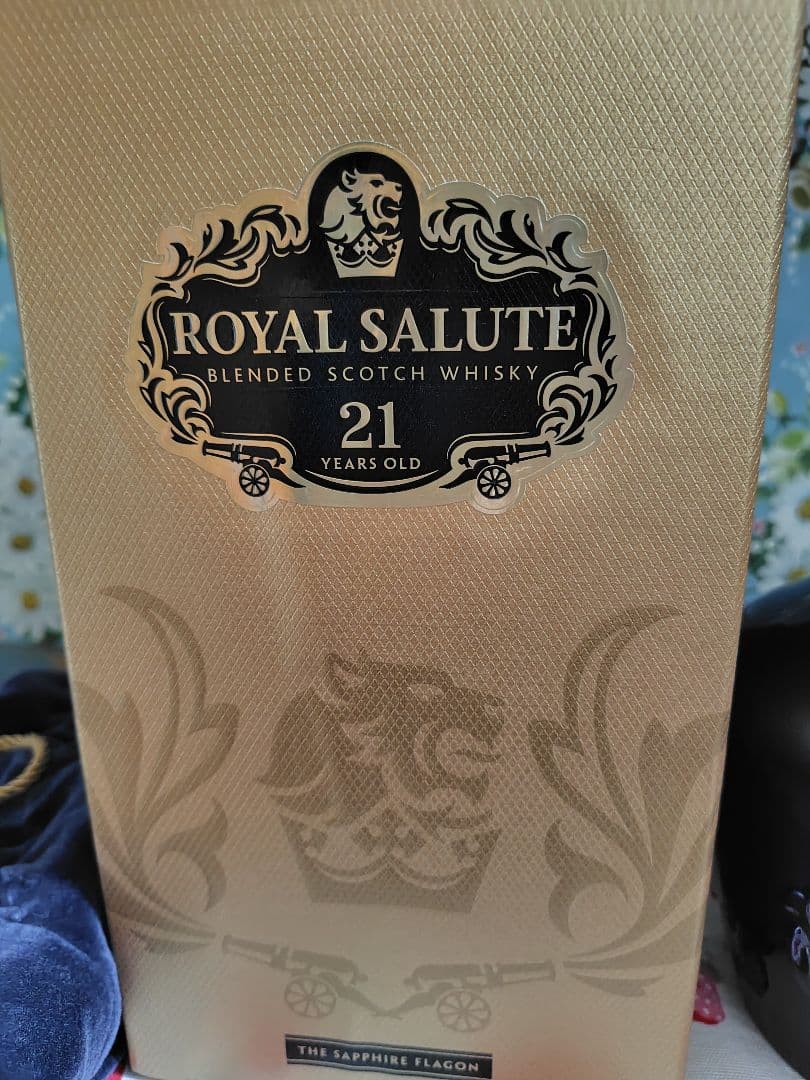 ROYAL SALUTE
BLENDED SCOTCH WHISKY
21
YEARS OLD
THE SAPPHIRE FLAGON